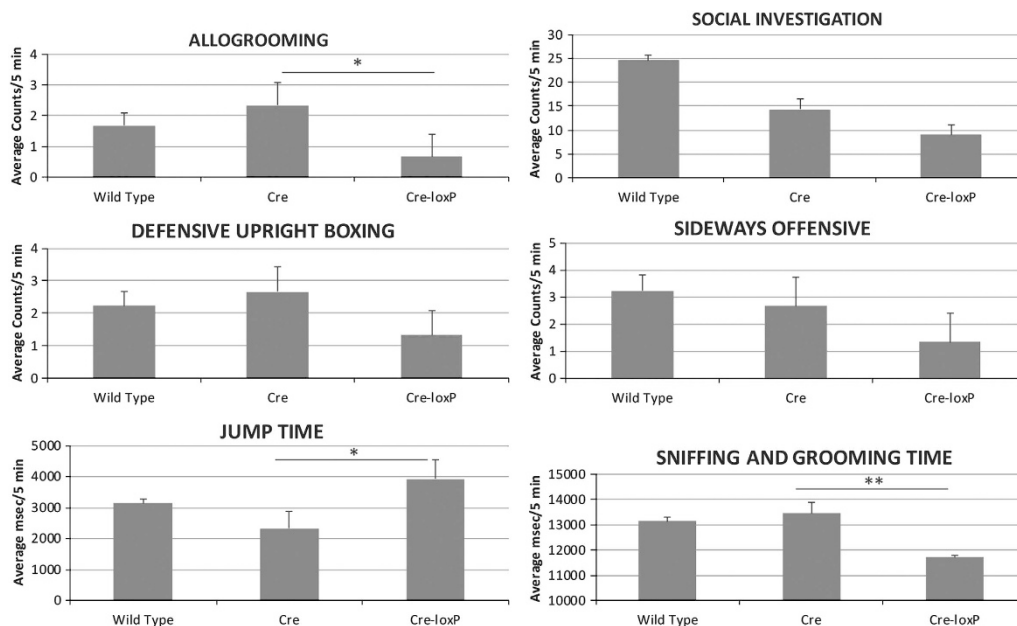 ALLOGROOMING
Average Counts/5 min
4
3
2
1
0
*
Wild Type Cre Cre-loxP
SOCIAL INVESTIGATION
Average Counts/5 min
30
25
20
15
10
5
0
Wild Type Cre Cre-loxP
DEFENSIVE UPRIGHT BOXING
Average Counts/5 min
4
3
2
1
0
Wild Type Cre Cre-loxP
SIDEWAYS OFFENSIVE
Average Counts/5 min
5
4
3
2
1
0
Wild Type Cre Cre-loxP
JUMP TIME
Average msec/5 min
5000
4000
3000
2000
1000
0
*
Wild Type Cre Cre-loxP
SNIFFING AND GROOMING TIME
Average msec/5 min
15000
14000
13000
12000
11000
10000
**
Wild Type Cre Cre-loxP